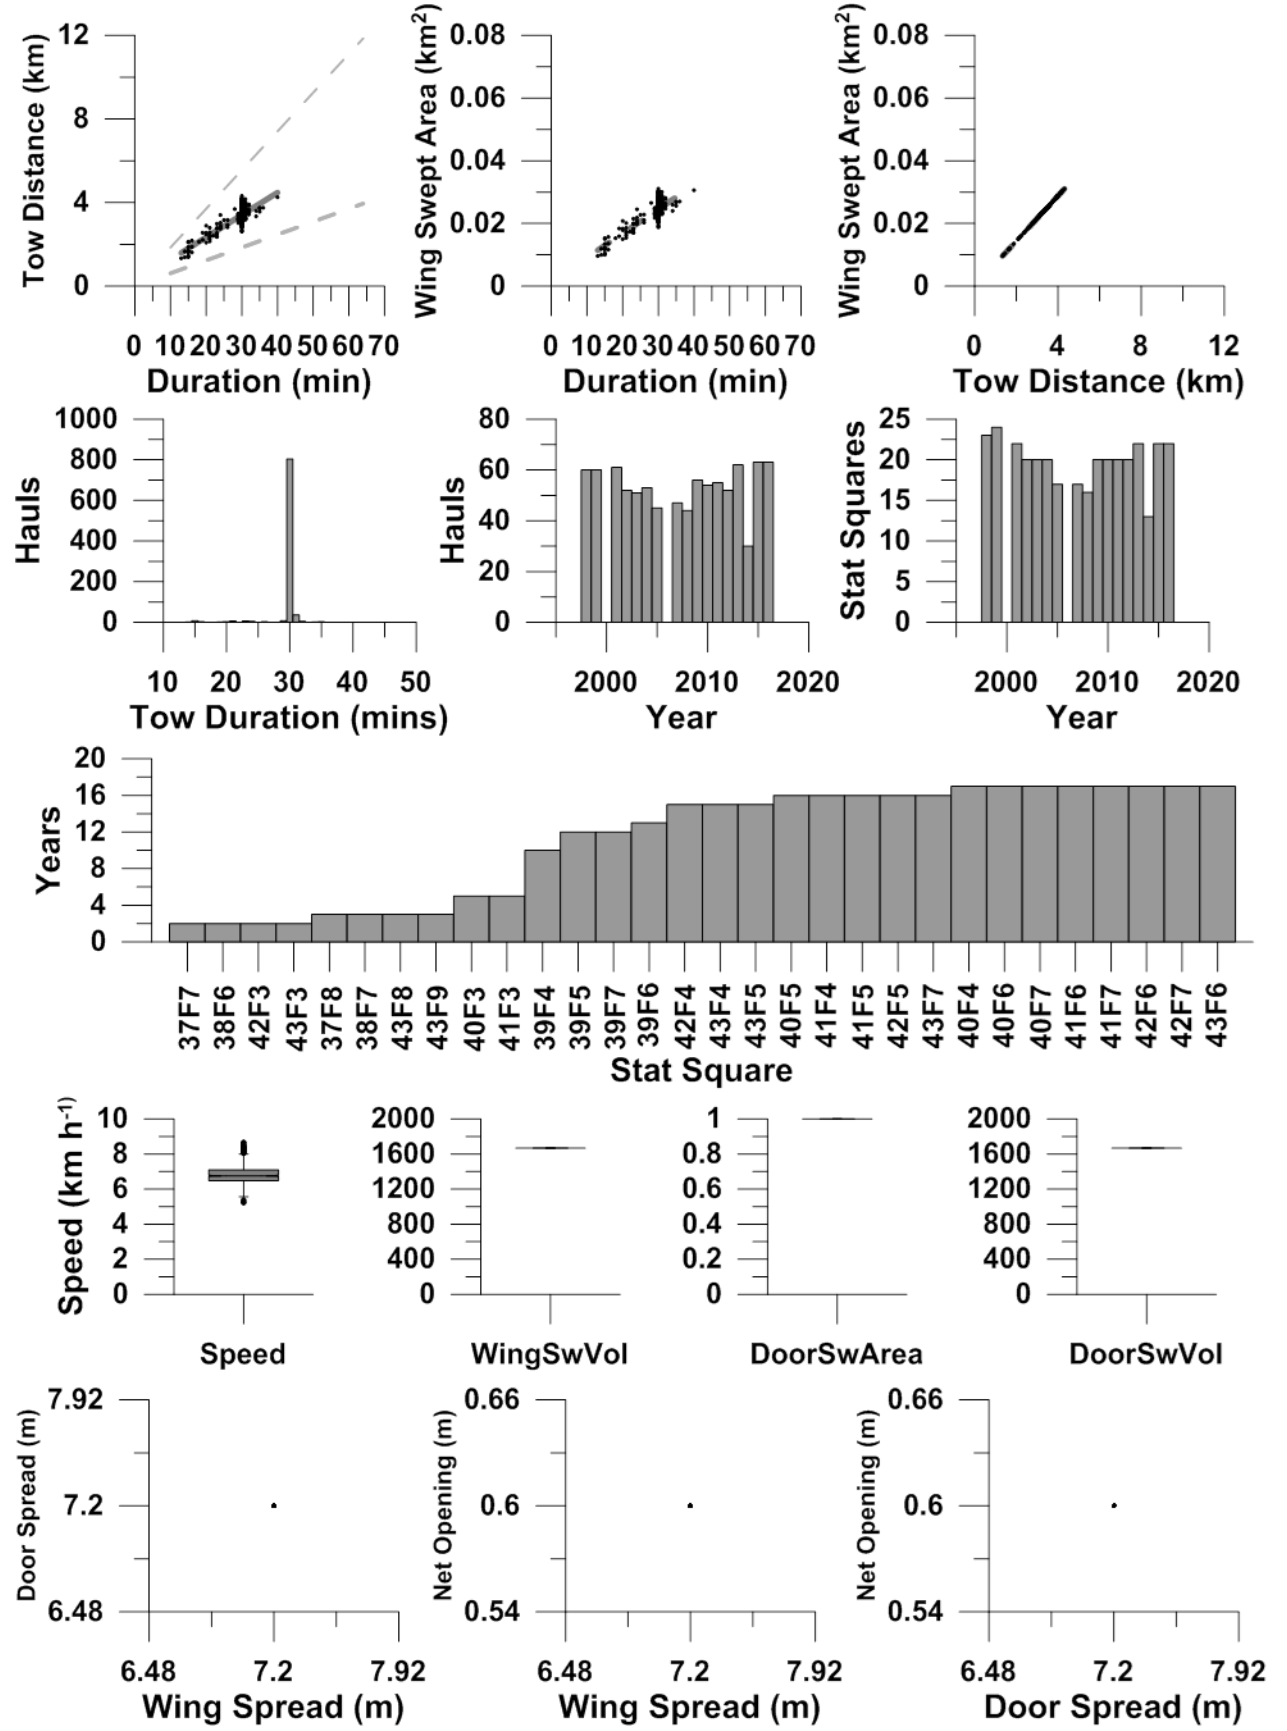 Tow Distance (km)
12
8
4
0
0 10 20 30 40 50 60 70
Duration (min)
Wing Swept Area (km²)
0.08
0.06
0.04
0.02
0
0 10 20 30 40 50 60 70
Duration (min)
Wing Swept Area (km²)
0.08
0.06
0.04
0.02
0
0 4 8 12
Tow Distance (km)
Hauls
1000
800
600
400
200
0
10 20 30 40 50
Tow Duration (mins)
Hauls
80
60
40
20
0
2000 2010 2020
Year
Stat Squares
25
20
15
10
5
0
2000 2010 2020
Year
Years
20
16
12
8
4
0
37F7 38F6 42F3 43F3 37F8 38F7 43F8 43F9 40F3 41F3 39F4 39F5 39F7 39F6 42F4 43F4 43F5 40F5 41F4 41F5 42F5 43F7 40F4 40F6 40F7 41F6 41F7 42F6 42F7 43F6
Stat Square
Speed (km h⁻¹)
10
8
6
4
2
0
Speed
2000
1600
1200
800
400
0
WingSwVol
1
0.8
0.6
0.4
0.2
0
DoorSwArea
2000
1600
1200
800
400
0
DoorSwVol
Door Spread (m)
7.92
7.2
6.48
6.48 7.2 7.92
Wing Spread (m)
Net Opening (m)
0.66
0.6
0.54
6.48 7.2 7.92
Wing Spread (m)
Net Opening (m)
0.66
0.6
0.54
6.48 7.2 7.92
Door Spread (m)